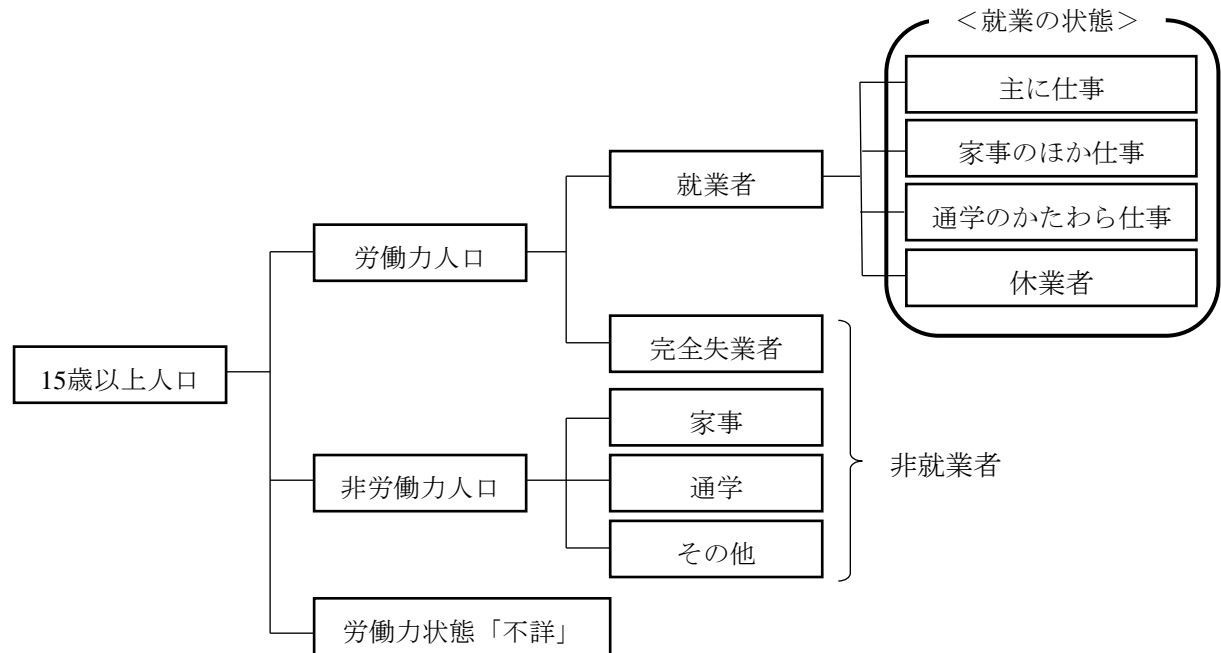 ＜就業の状態＞
主に仕事
家事のほか仕事
就業者
通学のかたわら仕事
労働力人口
休業者
完全失業者
15歳以上人口
家事
非就業者
非労働力人口
通学
その他
労働力状態「不詳」